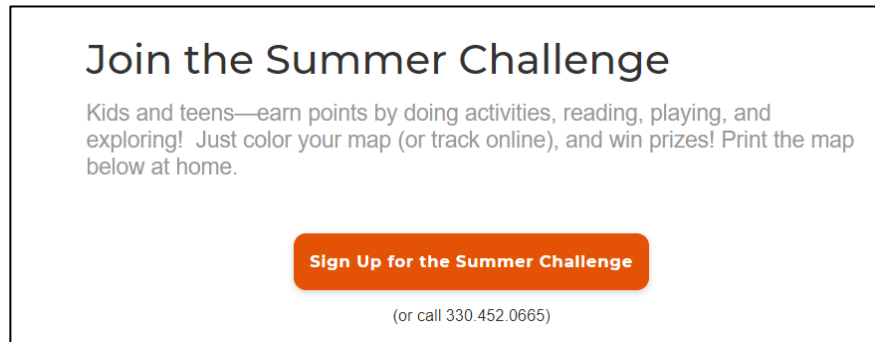 Join the Summer Challenge
Kids and teens—earn points by doing activities, reading, playing, and
exploring!  Just color your map (or track online), and win prizes! Print the map
below at home.
Sign Up for the Summer Challenge
(or call 330.452.0665)